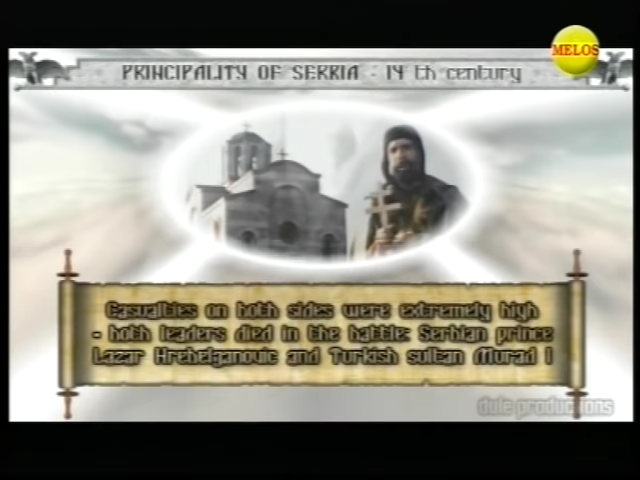 MELOS
PRINCIPALITY OF SERBIA - 14 th century
Casualties on both sides were extremely high
- both leaders died in the battle: Serbian prince
Lazar Hrebeljanovic and Turkish sultan Murad I
dule productions